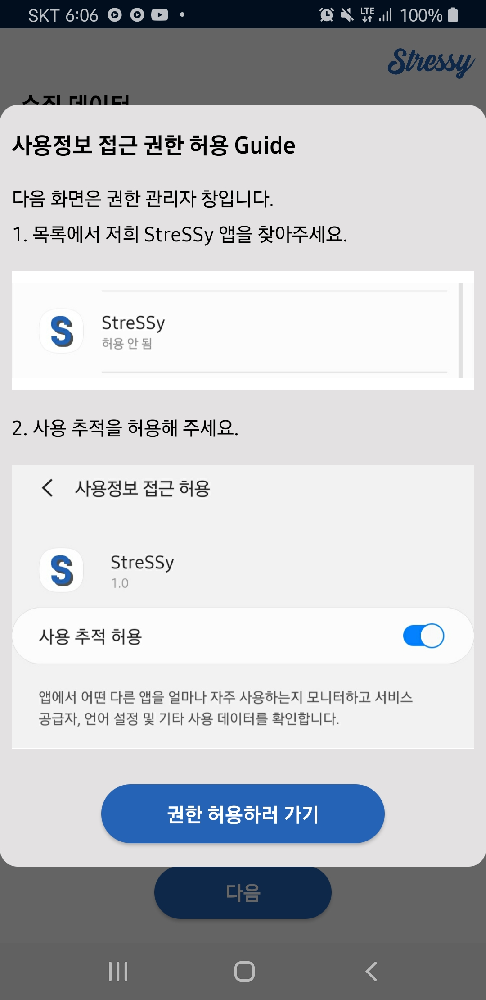 SKT 6:06
LTE 100%
Stressy
수집 데이터
사용정보 접근 권한 허용 Guide
다음 화면은 권한 관리자 창입니다.
1. 목록에서 저희 StreSSy 앱을 찾아주세요.
S
StreSSy
허용 안 됨
2. 사용 추적을 허용해 주세요.
사용정보 접근 허용
S
StreSSy
1.0
사용 추적 허용
앱에서 어떤 다른 앱을 얼마나 자주 사용하는지 모니터하고 서비스
공급자, 언어 설정 및 기타 사용 데이터를 확인합니다.
권한 허용하러 가기
다음